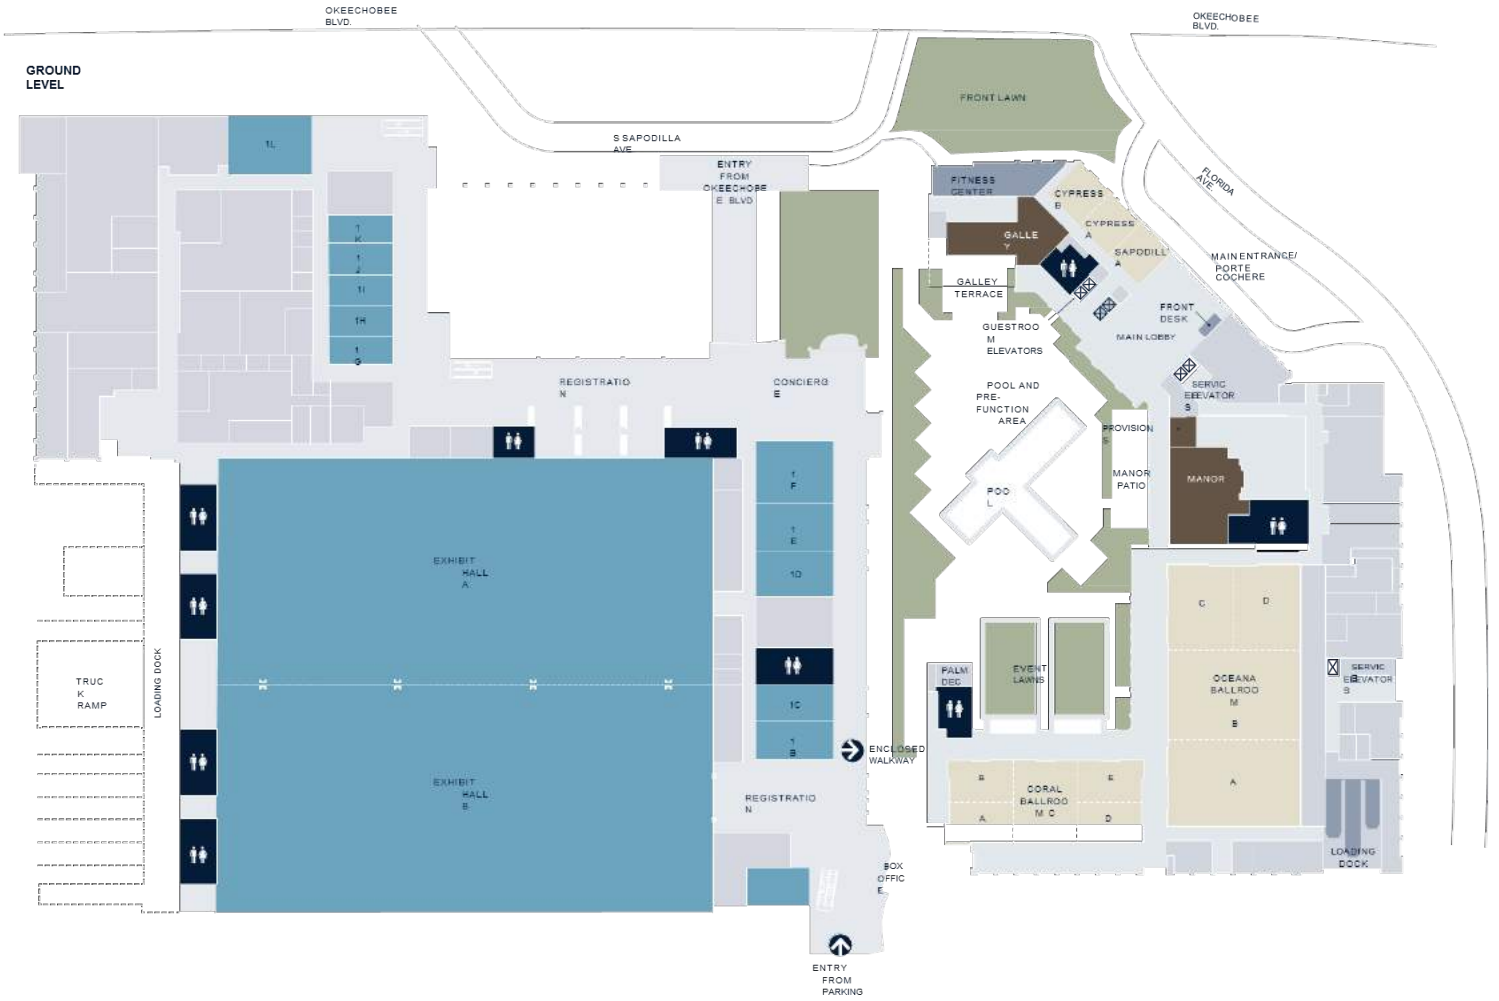 OKEECHOBEE
BLVD.
OKEECHOBEE
BLVD.
GROUND
LEVEL
FRONT LAWN
S SAPODILLA
AVE.
1L
ENTRY
FROM
OKEECHOBE
E BLVD
FITNESS
CENTER
CYPRESS
B
FLORIDA
AVE.
CYPRESS
A
SAPODILL
A
GALLE
Y
MAIN ENTRANCE/
PORTE
COCHERE
1
K
1
J
1I
1H
1
G
GALLEY
TERRACE
FRONT
DESK
GUESTROO
M
ELEVATORS
MAIN LOBBY
REGISTRATIO
N
CONCIERG
E
POOL AND
PRE-
FUNCTION
AREA
SERVIC
E
ELEVATOR
S
PROVISION
S
MANOR
PATIO
MANOR
POO
L
1
F
1
E
1D
EXHIBIT
HALL
A
C
D
LOADING DOCK
TRUC
K
RAMP
PALM
DEC
EVENT
LAWNS
OCEANA
BALLROO
M
B
SERVIC
E
ELEVATOR
S
1C
1
B
ENCLOSED
WALKWAY
EXHIBIT
HALL
B
REGISTRATIO
N
B
E
CORAL
BALLROO
M C
A
D
A
LOADING
DOCK
BOX
OFFIC
E
ENTRY
FROM
PARKING